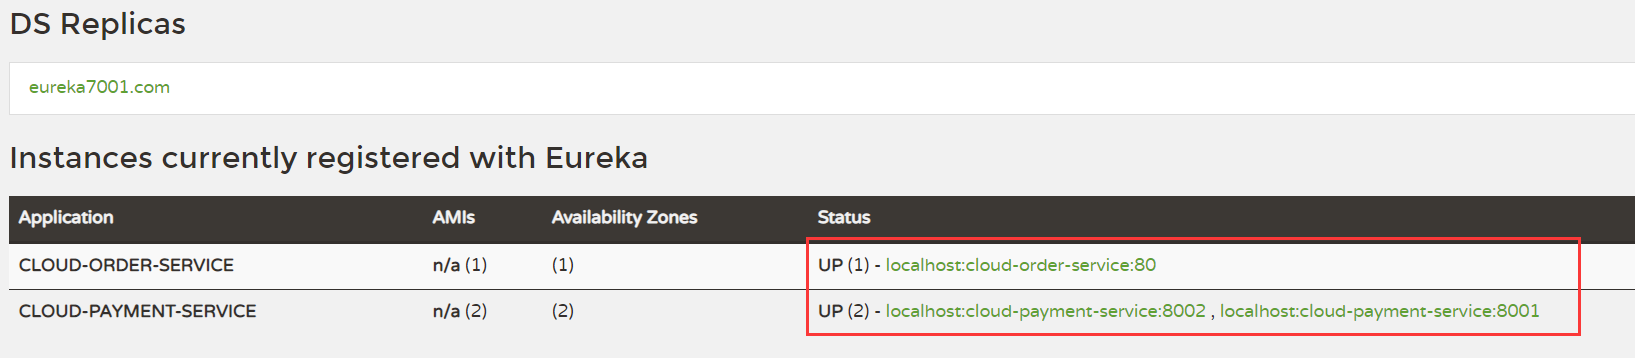 DS Replicas
eureka7001.com
Instances currently registered with Eureka
Application AMIs Availability Zones Status
CLOUD-ORDER-SERVICE n/a (1) (1) UP (1) - localhost:cloud-order-service:80
CLOUD-PAYMENT-SERVICE n/a (2) (2) UP (2) - localhost:cloud-payment-service:8002 , localhost:cloud-payment-service:8001